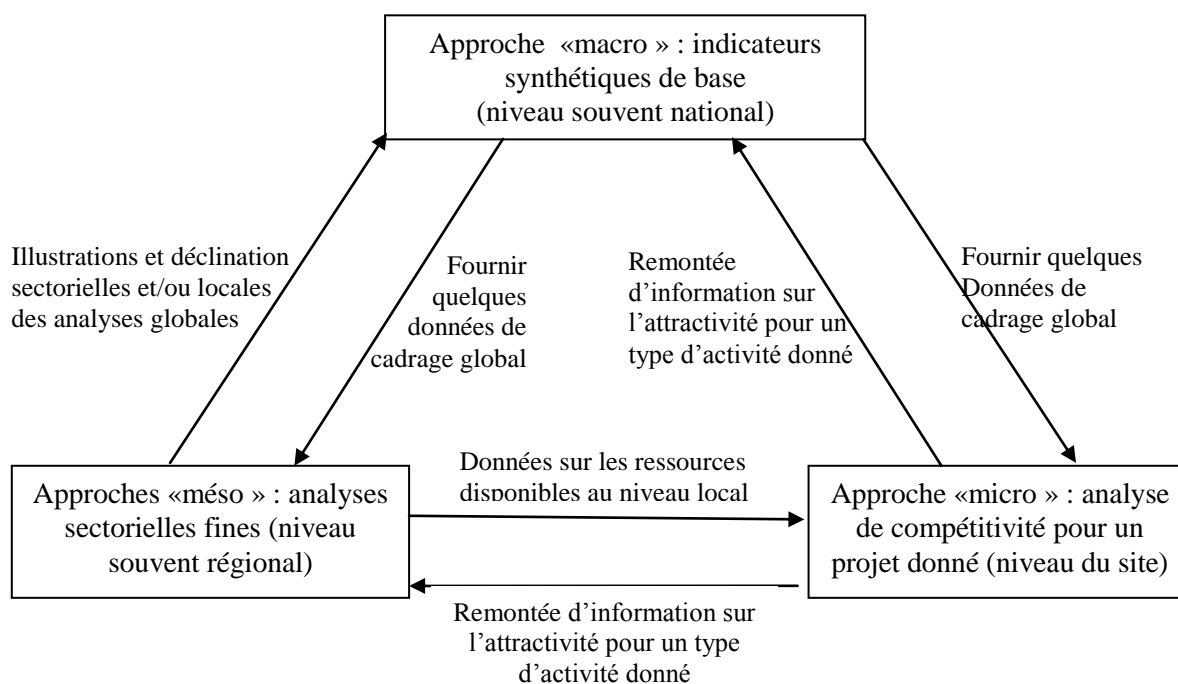 Approche «macro » : indicateurs
synthétiques de base
(niveau souvent national)
Illustrations et déclination
sectorielles et/ou locales
des analyses globales
Fournir
quelques
données de
cadrage global
Remontée
d’information sur
l’attractivité pour un
type d’activité donné
Fournir quelques
Données de
cadrage global
Approches «méso » : analyses
sectorielles fines (niveau
souvent régional)
Données sur les ressources
disponibles au niveau local
Approche «micro » : analyse
de compétitivité pour un
projet donné (niveau du site)
Remontée d’information sur
l’attractivité pour un type
d’activité donné